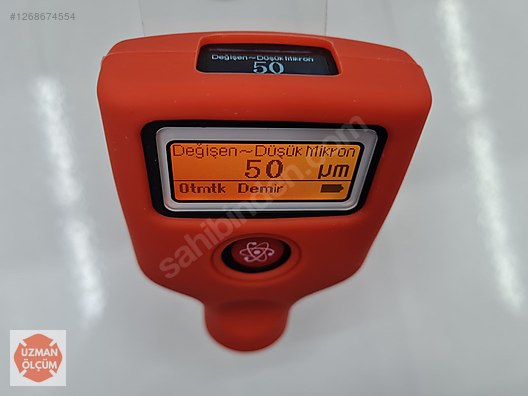 #1268674554
Değişen~Düşük Mikron
50
Değişen~Düşük Mikron
50 µm
Otmtk Demir
sahibinden.com
UZMAN
ÖLÇÜM